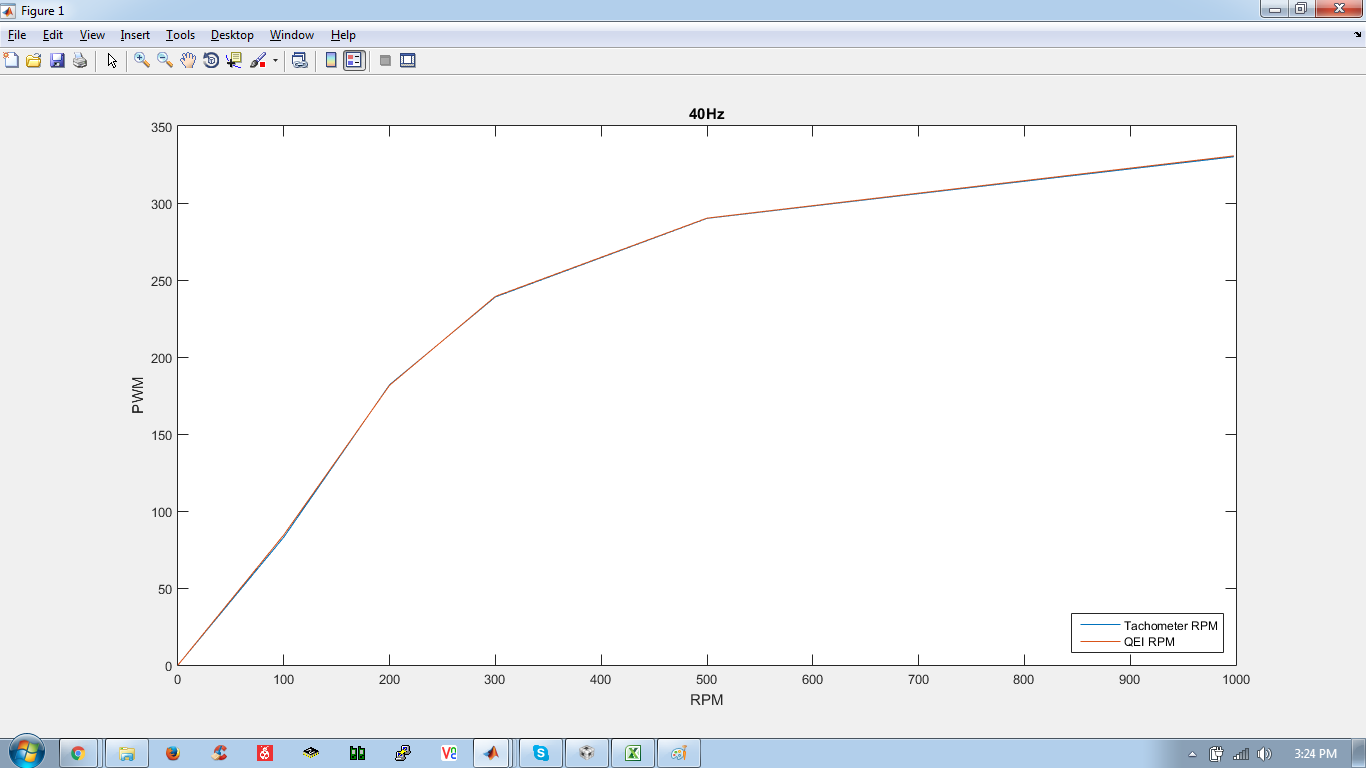 Figure 1
File Edit View Insert Tools Desktop Window Help
40Hz
350
300
250
200
150
100
50
0
PWM
Tachometer RPM
QEI RPM
0 100 200 300 400 500 600 700 800 900 1000
RPM
3:24 PM